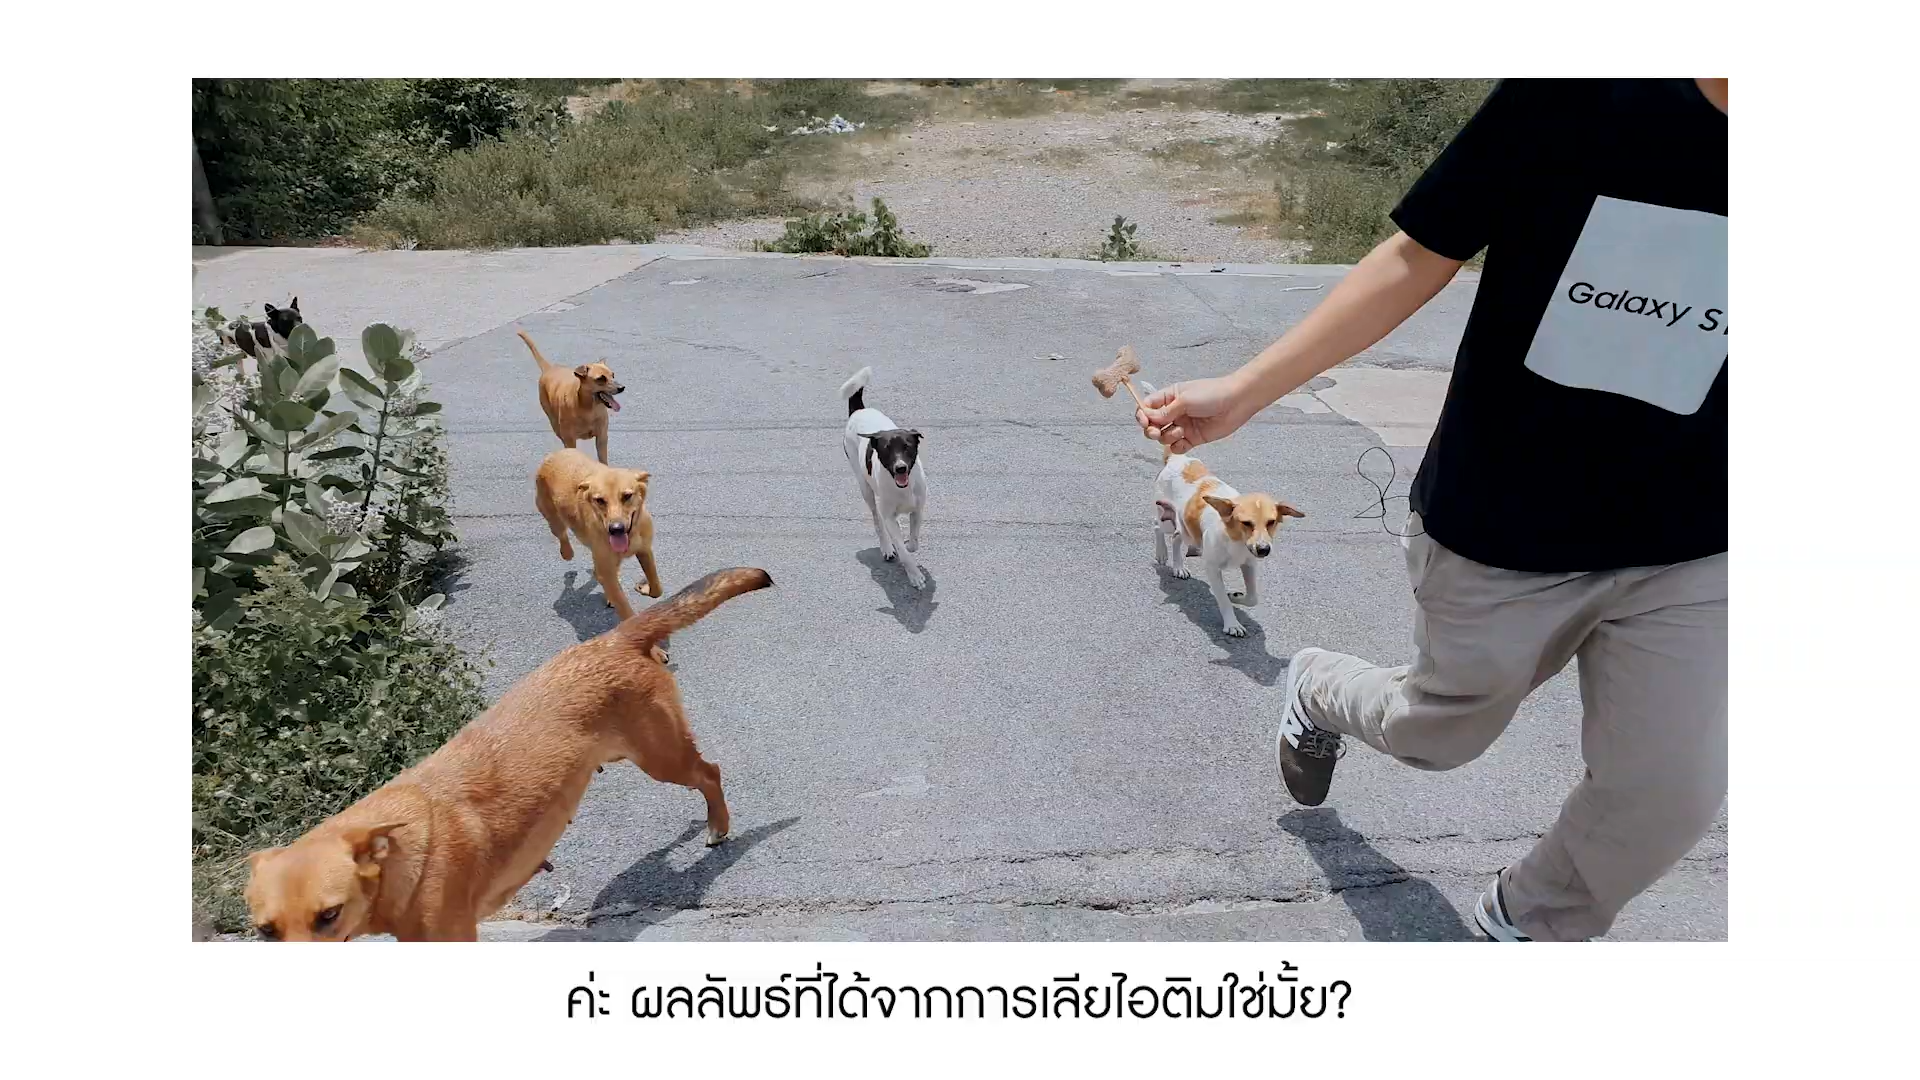 Galaxy S
N
ค่ะ ผลลัพธ์ที่ได้จากการเลียไอติมใช่มั้ย?